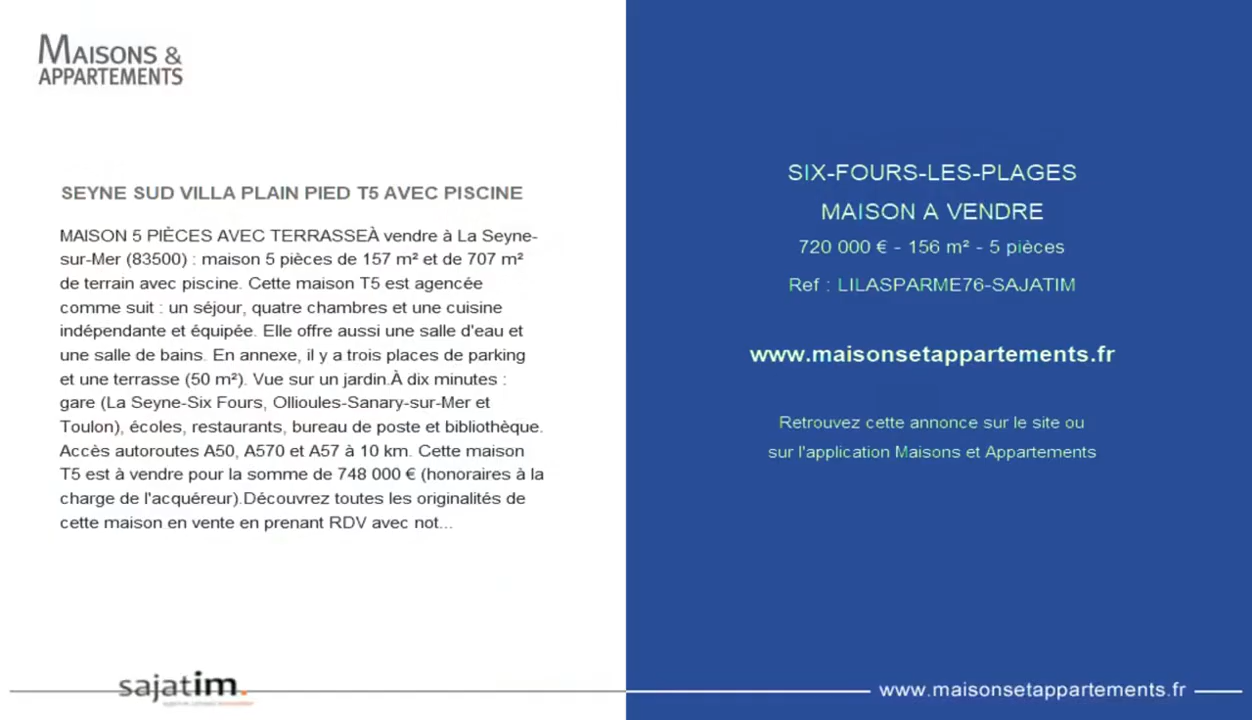 MAISONS &
APPARTEMENTS
SEYNE SUD VILLA PLAIN PIED T5 AVEC PISCINE
MAISON 5 PIÈCES AVEC TERRASSEÀ vendre à La Seyne-
sur-Mer (83500) : maison 5 pièces de 157 m² et de 707 m²
de terrain avec piscine. Cette maison T5 est agencée
comme suit : un séjour, quatre chambres et une cuisine
indépendante et équipée. Elle offre aussi une salle d'eau et
une salle de bains. En annexe, il y a trois places de parking
et une terrasse (50 m²). Vue sur un jardin.À dix minutes :
gare (La Seyne-Six Fours, Ollioules-Sanary-sur-Mer et
Toulon), écoles, restaurants, bureau de poste et bibliothèque.
Accès autoroutes A50, A570 et A57 à 10 km. Cette maison
T5 est à vendre pour la somme de 748 000 € (honoraires à la
charge de l'acquéreur).Découvrez toutes les originalités de
cette maison en vente en prenant RDV avec not...
sajatim.
SIX-FOURS-LES-PLAGES
MAISON A VENDRE
720 000 € - 156 m² - 5 pièces
Ref : LILASPARME76-SAJATIM
www.maisonsetappartements.fr
Retrouvez cette annonce sur le site ou
sur l'application Maisons et Appartements
www.maisonsetappartements.fr